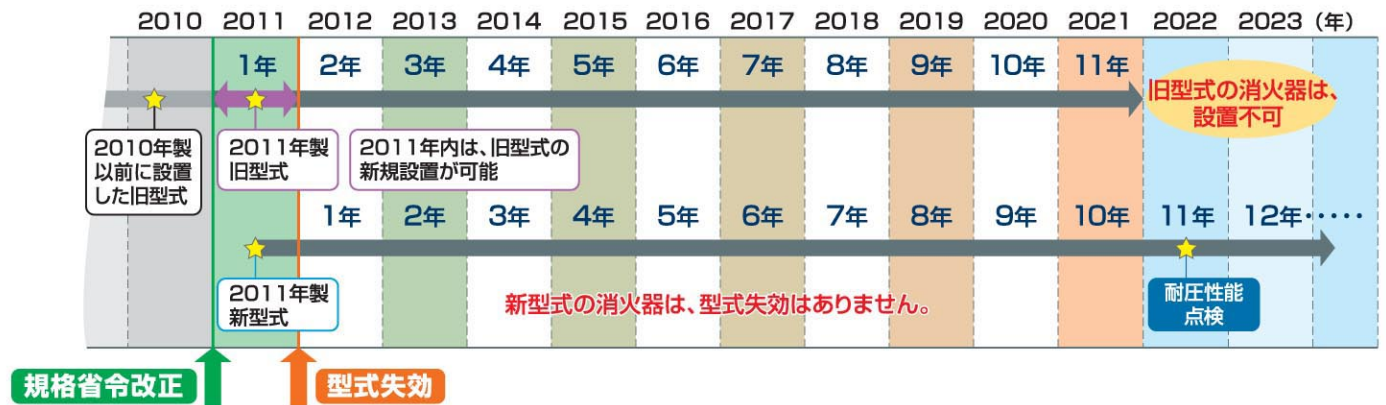 2010 2011 2012 2013 2014 2015 2016 2017 2018 2019 2020 2021 2022 2023 (年)
1年 2年 3年 4年 5年 6年 7年 8年 9年 10年 11年
旧型式の消火器は、
設置不可
2010年製
以前に設置
した旧型式
2011年製
旧型式
2011年内は、旧型式の
新規設置が可能
1年 2年 3年 4年 5年 6年 7年 8年 9年 10年 11年 12年・・・・・
2011年製
新型式
新型式の消火器は、型式失効はありません。
耐圧性能
点検
規格省令改正
型式失効